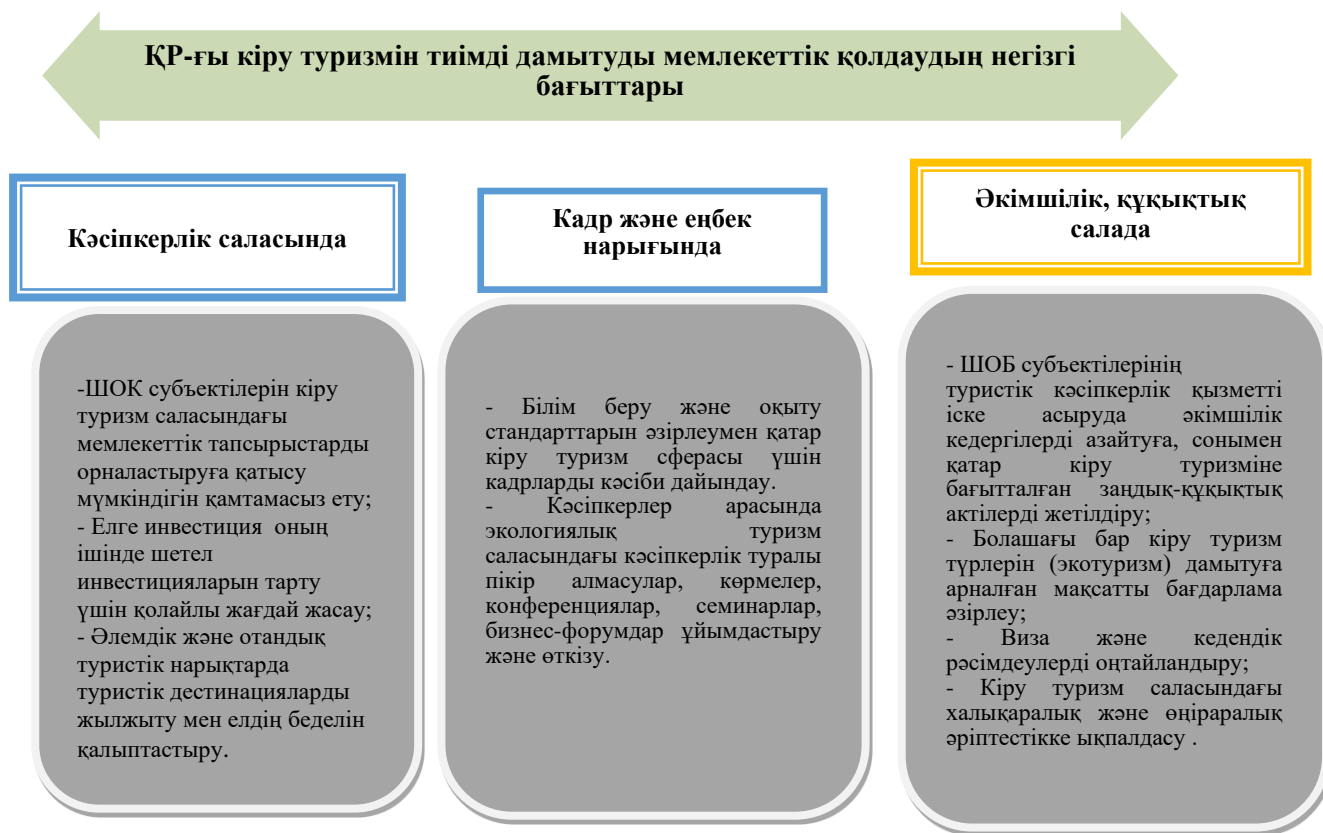 ҚР-ғы кіру туризмін тиімді дамытуды мемлекеттік қолдаудың негізгі
бағыттары
Кәсіпкерлік саласында
-ШОК субъектілерін кіру
туризм саласындағы
мемлекеттік тапсырыстарды
орналастыруға қатысу
мүмкіндігін қамтамасыз ету;
- Елге инвестиция оның
ішінде шетел
инвестицияларын тарту
үшін қолайлы жағдай жасау;
- Әлемдік және отандық
туристік нарықтарда
туристік дестинацияларды
жылжыту мен елдің беделін
қалыптастыру.
Кадр және еңбек
нарығында
- Білім беру және оқыту
стандарттарын әзірлеумен қатар
кіру туризм сферасы үшін
кадрларды кәсіби дайындау.
- Кәсіпкерлер арасында
экологиялық туризм
саласындағы кәсіпкерлік туралы
пікір алмасулар, көрмелер,
конференциялар, семинарлар,
бизнес-форумдар ұйымдастыру
және өткізу.
Әкімшілік, құқықтық
салада
- ШОБ субъектілерінің
туристік кәсіпкерлік қызметті
іске асыруда әкімшілік
кедергілерді азайтуға, сонымен
қатар кіру туризміне
бағытталған заңдық-құқықтық
актілерді жетілдіру;
- Болашағы бар кіру туризм
түрлерін (экотуризм) дамытуға
арналған мақсатты бағдарлама
әзірлеу;
- Виза және кедендік
рәсімдеулерді оңтайландыру;
- Кіру туризм саласындағы
халықаралық және өңіраралық
әріптестікке ықпалдасу .